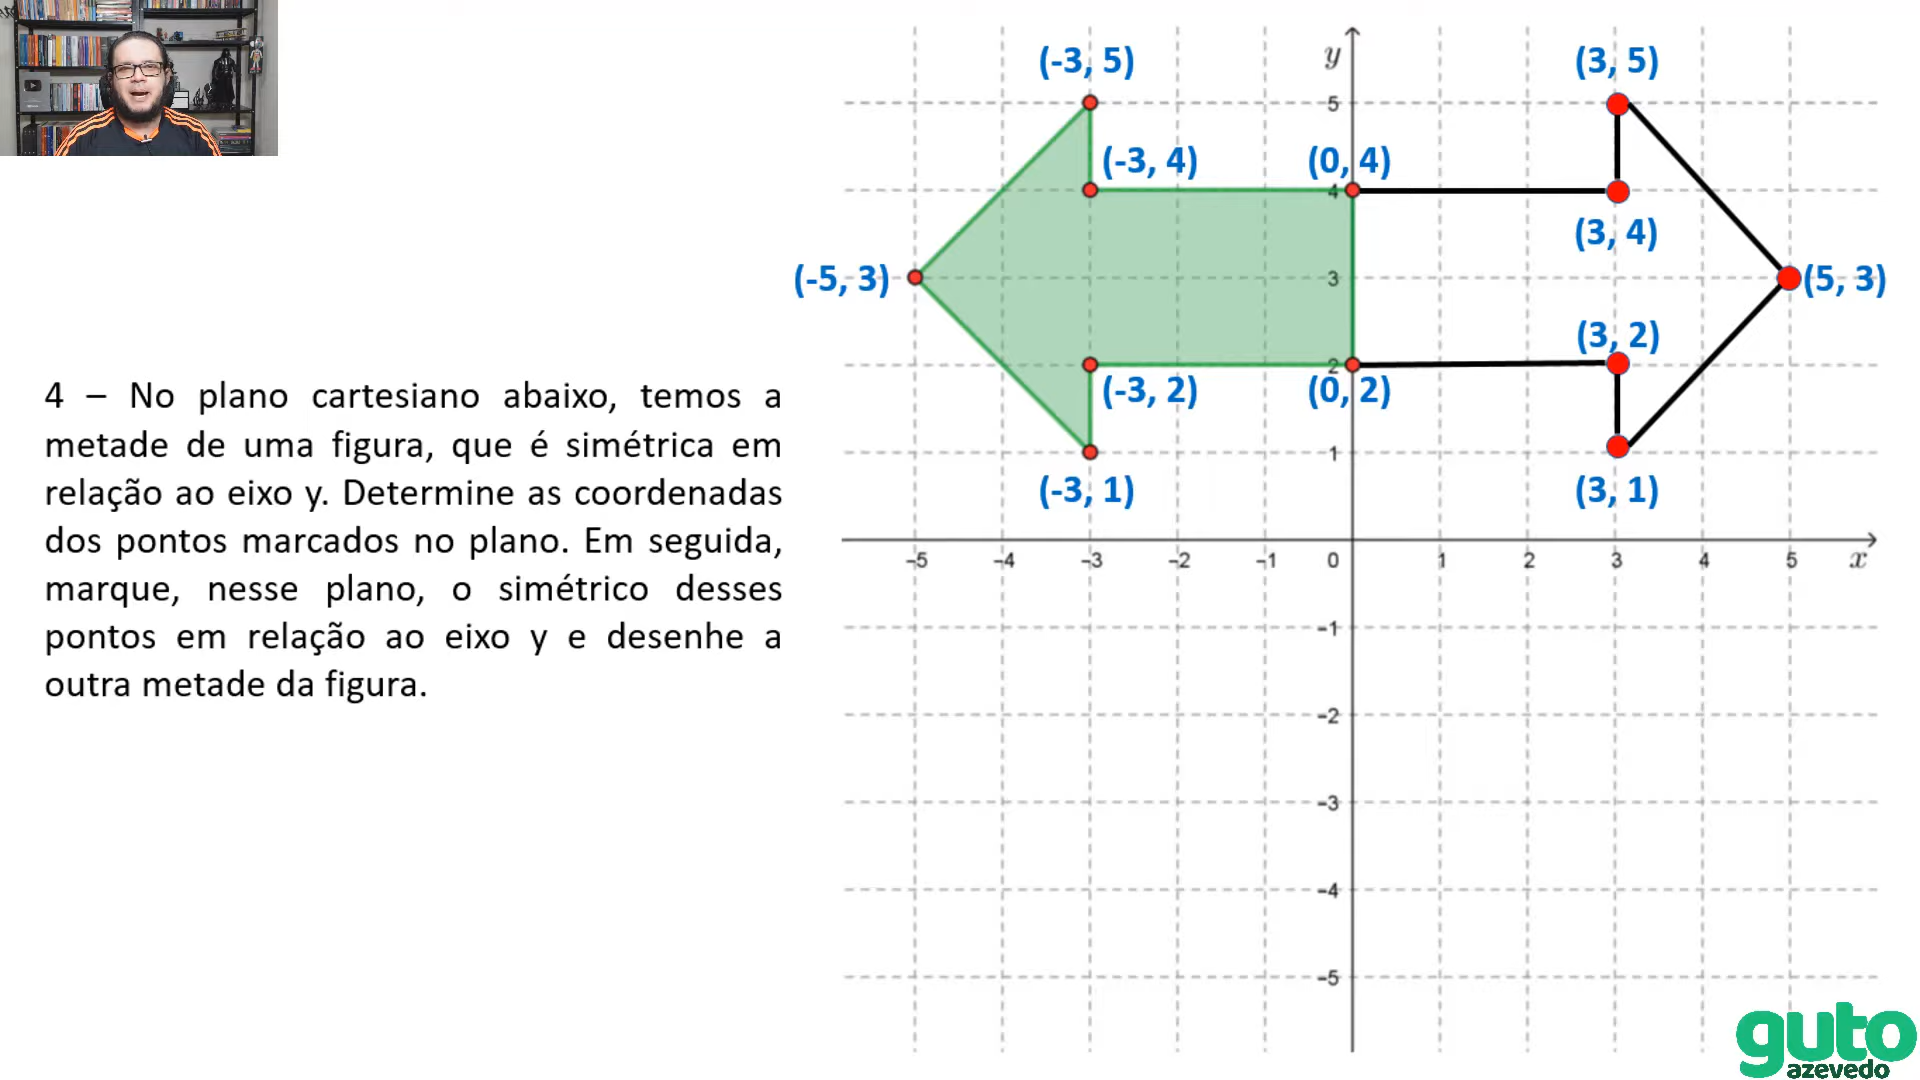 4 – No plano cartesiano abaixo, temos a
metade de uma figura, que é simétrica em
relação ao eixo y. Determine as coordenadas
dos pontos marcados no plano. Em seguida,
marque, nesse plano, o simétrico desses
pontos em relação ao eixo y e desenhe a
outra metade da figura.
y
(-3, 5)
(3, 5)
5
(-3, 4)
(0, 4)
4
(3, 4)
(-5, 3)
3
(5, 3)
(3, 2)
2
(-3, 2)
(0, 2)
1
(-3, 1)
(3, 1)
–5 –4 –3 –2 –1 0 1 2 3 4 5 x
–1
–2
–3
–4
–5
guto
azevedo